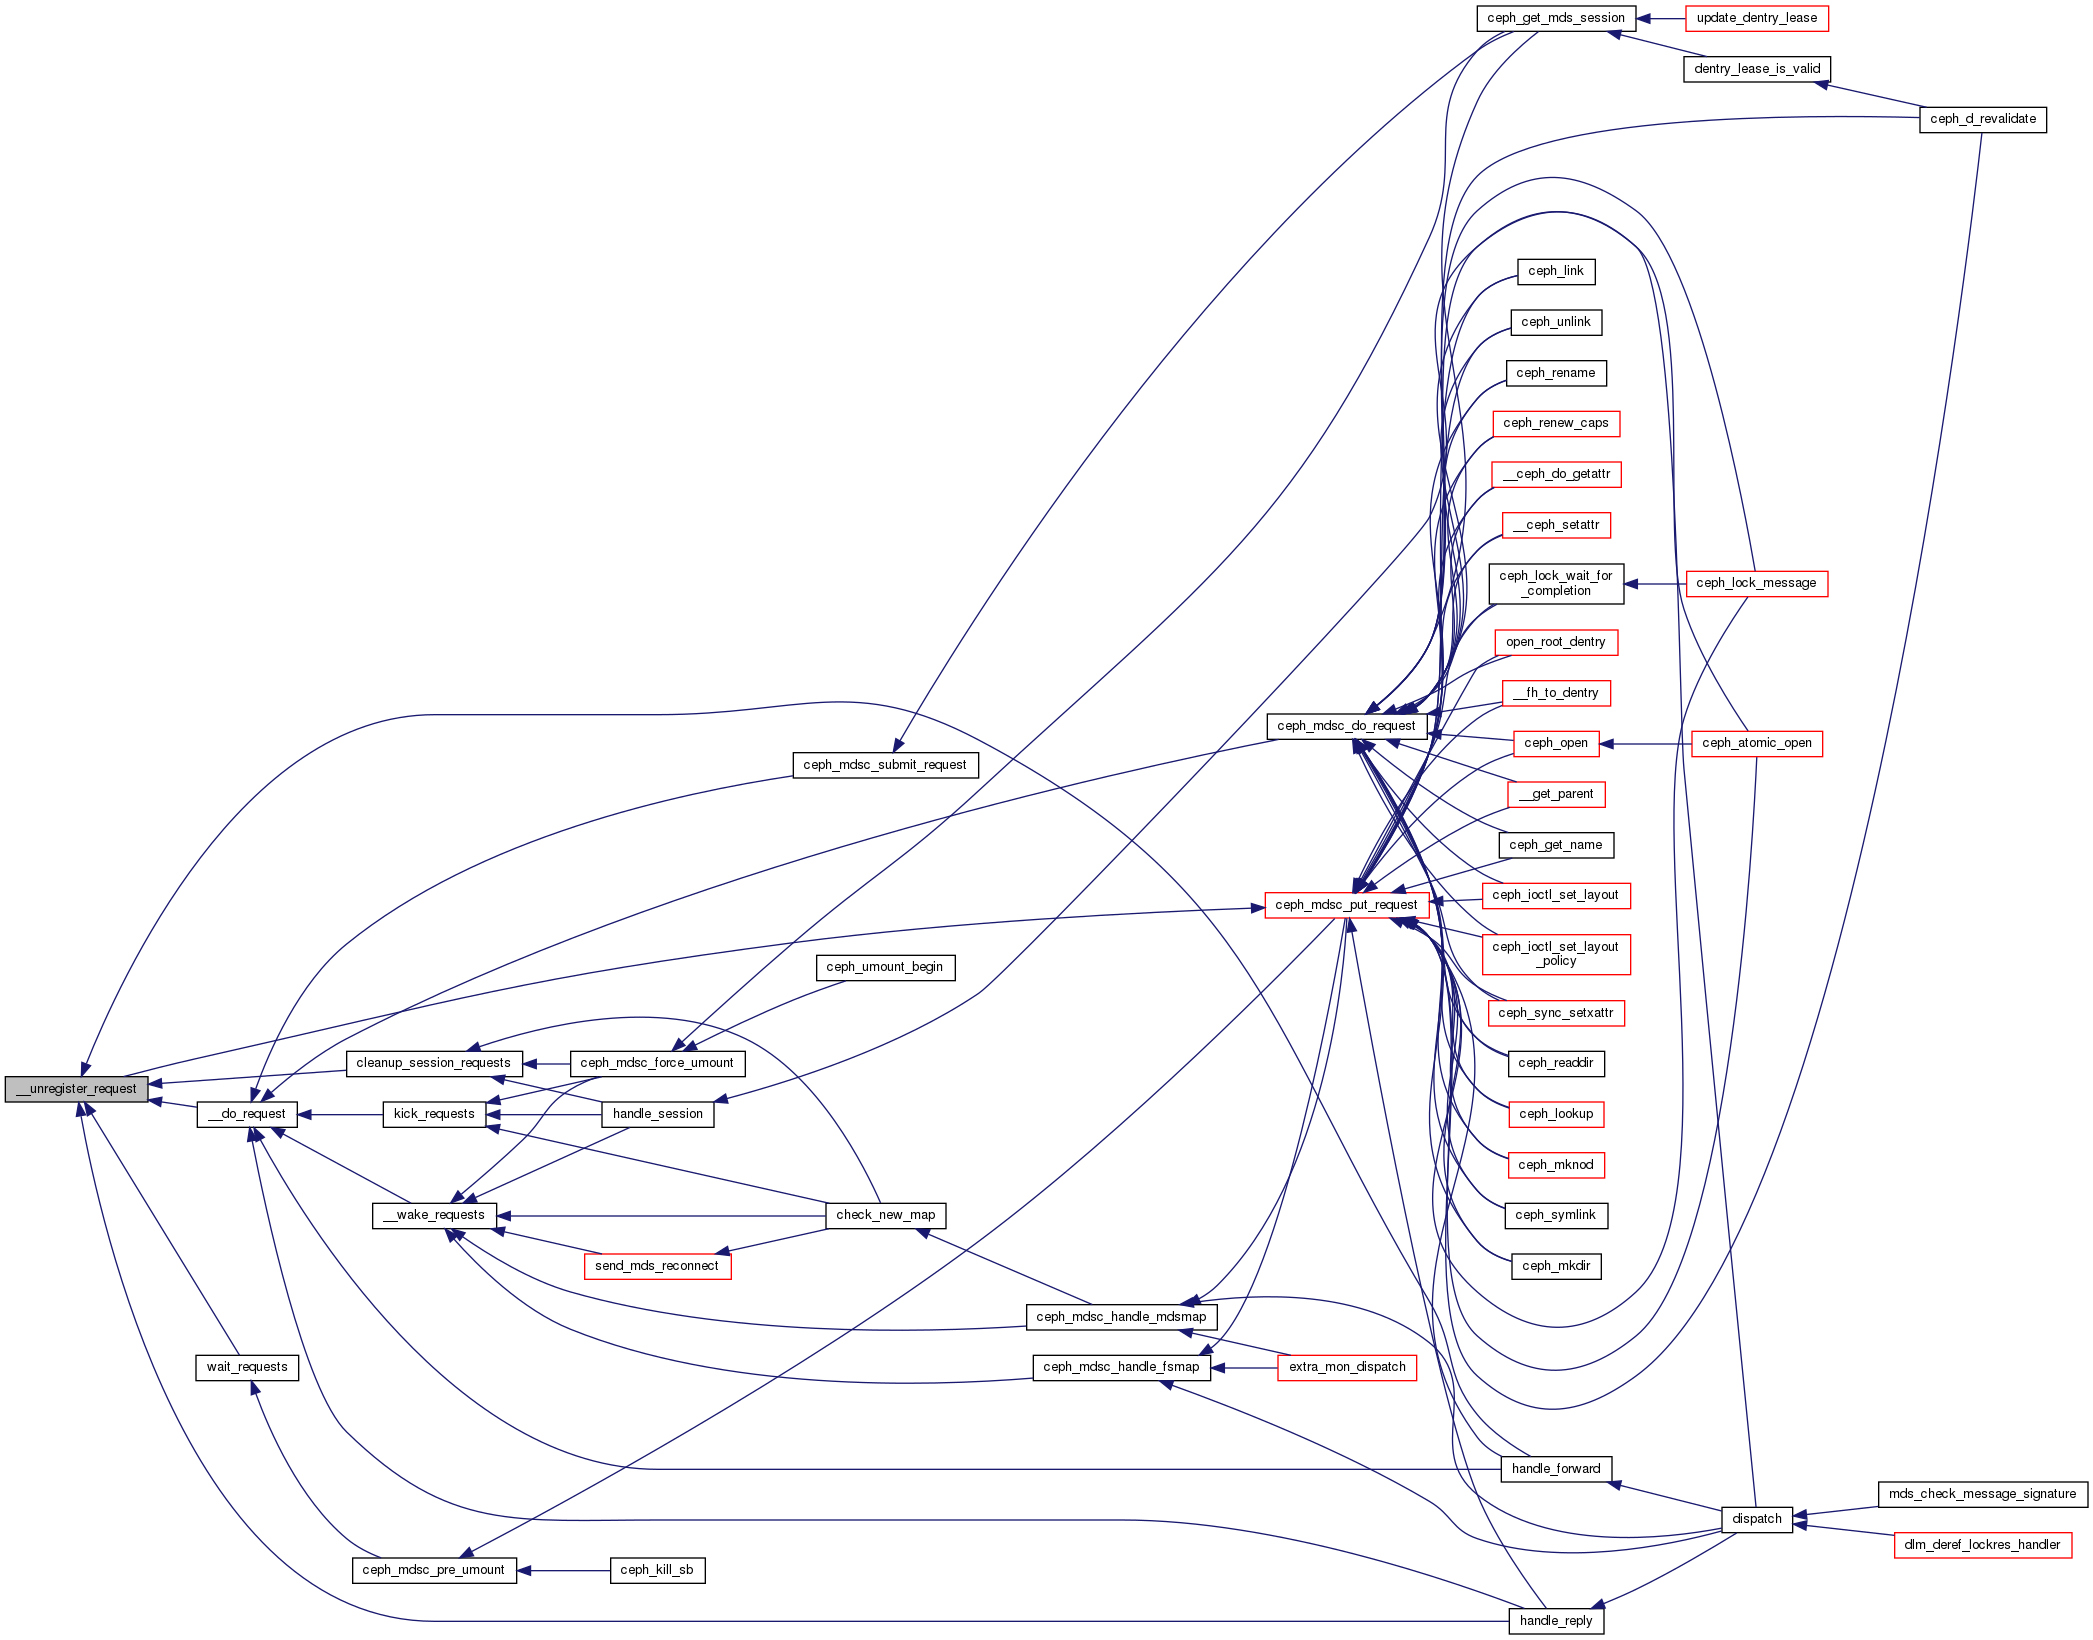 ceph_get_mds_session
update_dentry_lease
dentry_lease_is_valid
ceph_d_revalidate
ceph_link
ceph_unlink
ceph_rename
ceph_renew_caps
__ceph_do_getattr
__ceph_setattr
ceph_lock_wait_for
_completion
ceph_lock_message
open_root_dentry
__fh_to_dentry
ceph_mdsc_do_request
ceph_open
ceph_atomic_open
ceph_mdsc_submit_request
__get_parent
ceph_get_name
ceph_mdsc_put_request
ceph_ioctl_set_layout
ceph_ioctl_set_layout
_policy
ceph_umount_begin
ceph_sync_setxattr
cleanup_session_requests
ceph_mdsc_force_umount
ceph_readdir
__unregister_request
__do_request
kick_requests
handle_session
ceph_lookup
ceph_mknod
__wake_requests
check_new_map
ceph_symlink
send_mds_reconnect
ceph_mkdir
ceph_mdsc_handle_mdsmap
wait_requests
ceph_mdsc_handle_fsmap
extra_mon_dispatch
handle_forward
mds_check_message_signature
dispatch
dlm_deref_lockres_handler
ceph_mdsc_pre_umount
ceph_kill_sb
handle_reply